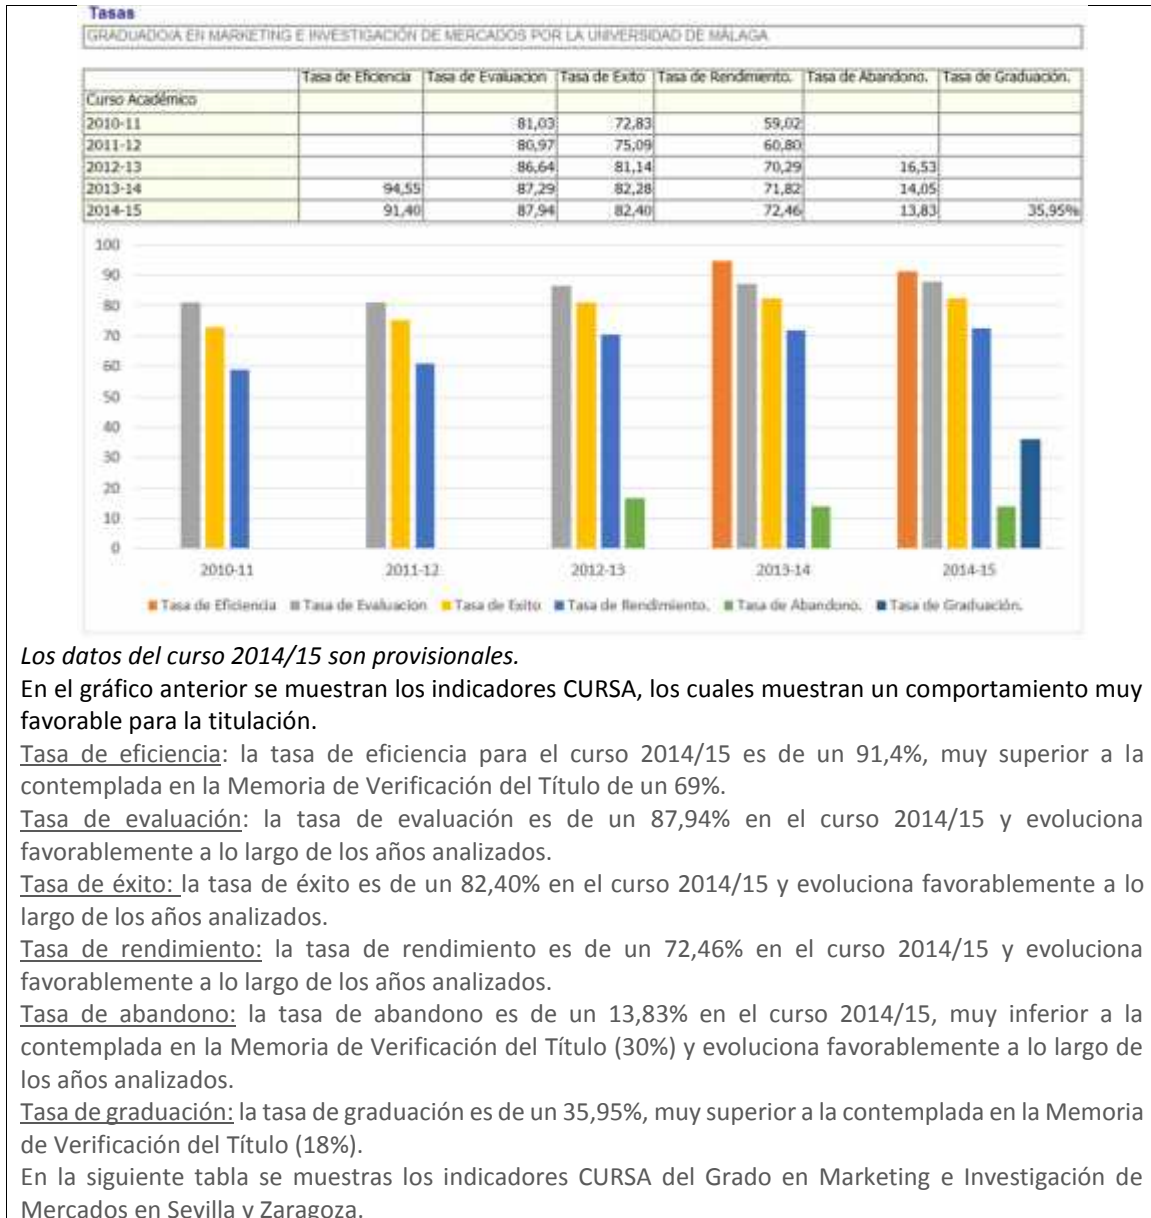 Tasas
GRADUADO/A EN MARKETING E INVESTIGACIÓN DE MERCADOS POR LA UNIVERSIDAD DE MÁLAGA
Tasa de Eficiencia Tasa de Evaluacion Tasa de Exito Tasa de Rendimiento. Tasa de Abandono. Tasa de Graduación.
Curso Académico
2010-11 81,03 72,83 59,02
2011-12 80,97 75,09 60,80
2012-13 86,64 81,14 70,29 16,53
2013-14 94,55 87,29 82,28 71,82 14,05
2014-15 91,40 87,94 82,40 72,46 13,83 35,95%
100
90
80
70
60
50
40
30
20
10
0
2010-11 2011-12 2012-13 2013-14 2014-15
Tasa de Eficiencia Tasa de Evaluacion Tasa de Exito Tasa de Rendimiento. Tasa de Abandono. Tasa de Graduación.
Los datos del curso 2014/15 son provisionales.
En el gráfico anterior se muestran los indicadores CURSA, los cuales muestran un comportamiento muy
favorable para la titulación.
Tasa de eficiencia: la tasa de eficiencia para el curso 2014/15 es de un 91,4%, muy superior a la
contemplada en la Memoria de Verificación del Título de un 69%.
Tasa de evaluación: la tasa de evaluación es de un 87,94% en el curso 2014/15 y evoluciona
favorablemente a lo largo de los años analizados.
Tasa de éxito: la tasa de éxito es de un 82,40% en el curso 2014/15 y evoluciona favorablemente a lo
largo de los años analizados.
Tasa de rendimiento: la tasa de rendimiento es de un 72,46% en el curso 2014/15 y evoluciona
favorablemente a lo largo de los años analizados.
Tasa de abandono: la tasa de abandono es de un 13,83% en el curso 2014/15, muy inferior a la
contemplada en la Memoria de Verificación del Título (30%) y evoluciona favorablemente a lo largo de
los años analizados.
Tasa de graduación: la tasa de graduación es de un 35,95%, muy superior a la contemplada en la Memoria
de Verificación del Título (18%).
En la siguiente tabla se muestras los indicadores CURSA del Grado en Marketing e Investigación de
Mercados en Sevilla y Zaragoza.